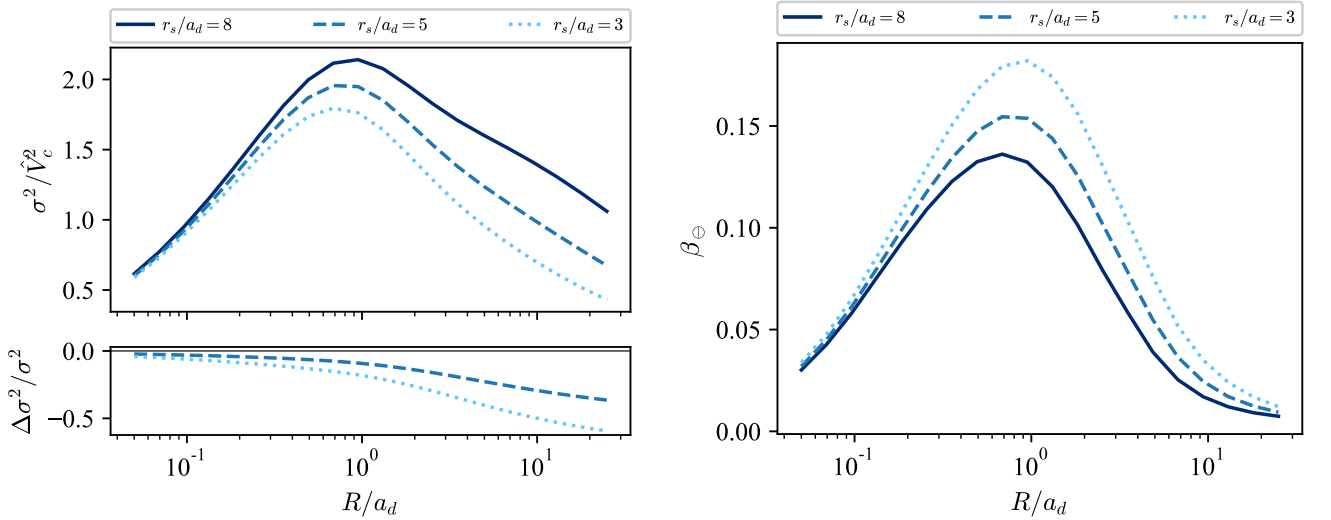 r_s/a_d = 8 r_s/a_d = 5 r_s/a_d = 3
2.0
1.5
1.0
0.5
σ²/V̂_c²
0.0
−0.5
Δσ²/σ²
10⁻¹ 10⁰ 10¹
R/a_d
r_s/a_d = 8 r_s/a_d = 5 r_s/a_d = 3
0.15
0.10
0.05
0.00
β_⊖
10⁻¹ 10⁰ 10¹
R/a_d